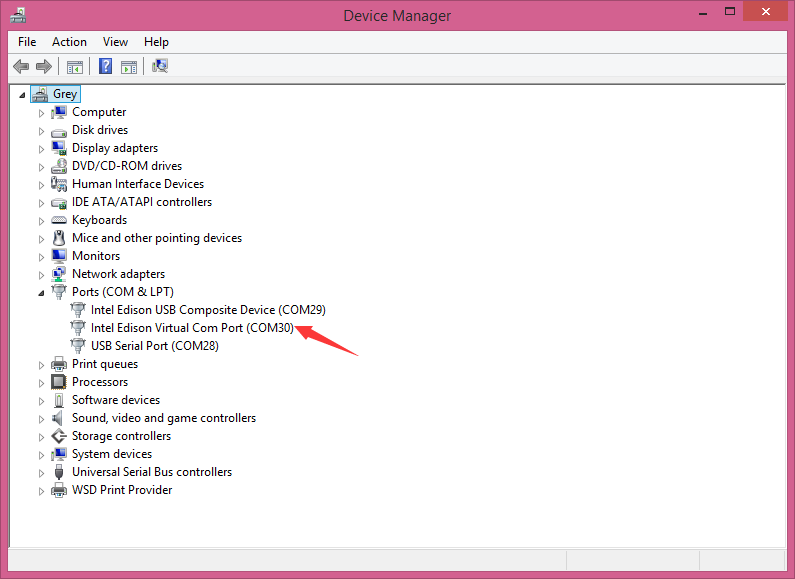 Device Manager
File Action View Help
Grey
Computer
Disk drives
Display adapters
DVD/CD-ROM drives
Human Interface Devices
IDE ATA/ATAPI controllers
Keyboards
Mice and other pointing devices
Monitors
Network adapters
Ports (COM & LPT)
Intel Edison USB Composite Device (COM29)
Intel Edison Virtual Com Port (COM30)
USB Serial Port (COM28)
Print queues
Processors
Software devices
Sound, video and game controllers
Storage controllers
System devices
Universal Serial Bus controllers
WSD Print Provider